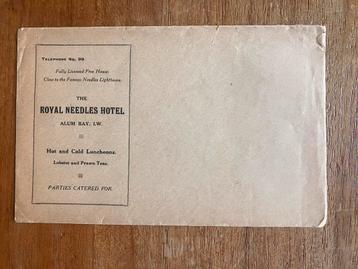 TELEPHONE NO. 99
Fully Licensed Free House.
Close to the Famous Needles Lighthouse.
THE
ROYAL NEEDLES HOTEL
ALUM BAY, I.W.
Hot and Cold Luncheons.
Lobster and Prawn Teas.
PARTIES CATERED FOR.